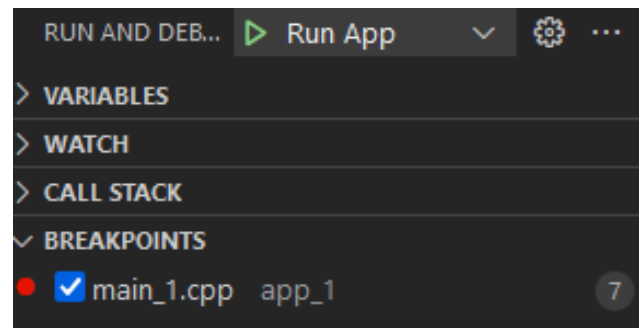 RUN AND DEB... Run App ...
VARIABLES
WATCH
CALL STACK
BREAKPOINTS
main_1.cpp app_1 7